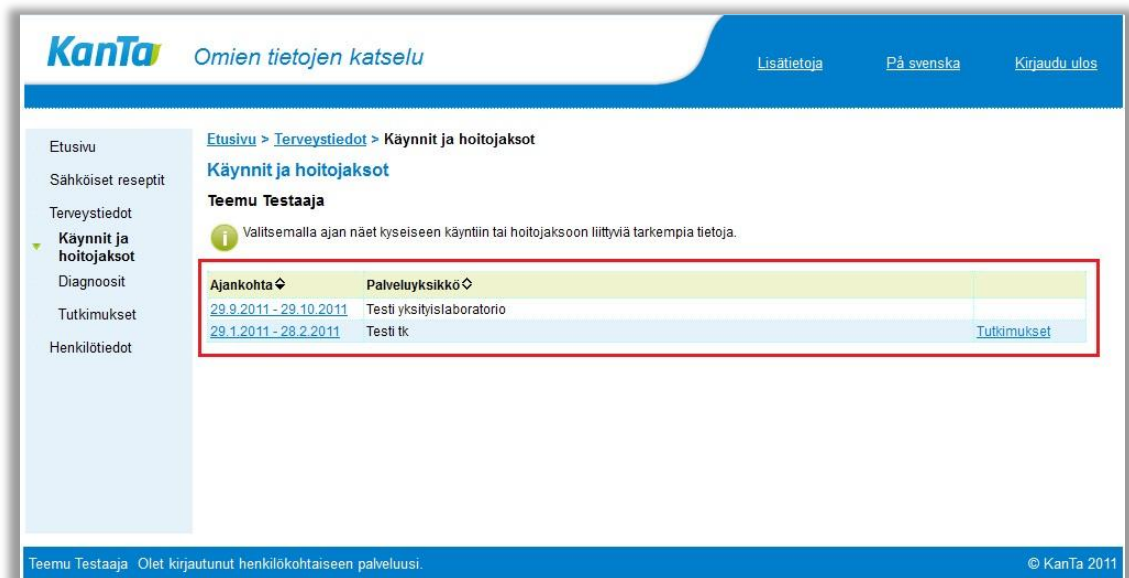 KanTa Omien tietojen katselu Lisätietoja På svenska Kirjaudu ulos
Etusivu
Sähköiset reseptit
Terveystiedot
Käynnit ja
hoitojaksot
Diagnoosit
Tutkimukset
Henkilötiedot
Etusivu > Terveystiedot > Käynnit ja hoitojaksot
Käynnit ja hoitojaksot
Teemu Testaaja
Valitsemalla ajan näet kyseiseen käyntiin tai hoitojaksoon liittyviä tarkempia tietoja.
Ajankohta Palveluyksikkö
29.9.2011 - 29.10.2011 Testi yksityislaboratorio
29.1.2011 - 28.2.2011 Testi tk Tutkimukset
Teemu Testaaja Olet kirjautunut henkilökohtaiseen palveluusi. © KanTa 2011